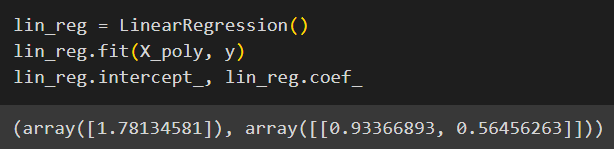 lin_reg = LinearRegression()
lin_reg.fit(X_poly, y)
lin_reg.intercept_, lin_reg.coef_
(array([1.78134581]), array([[0.93366893, 0.56456263]]))